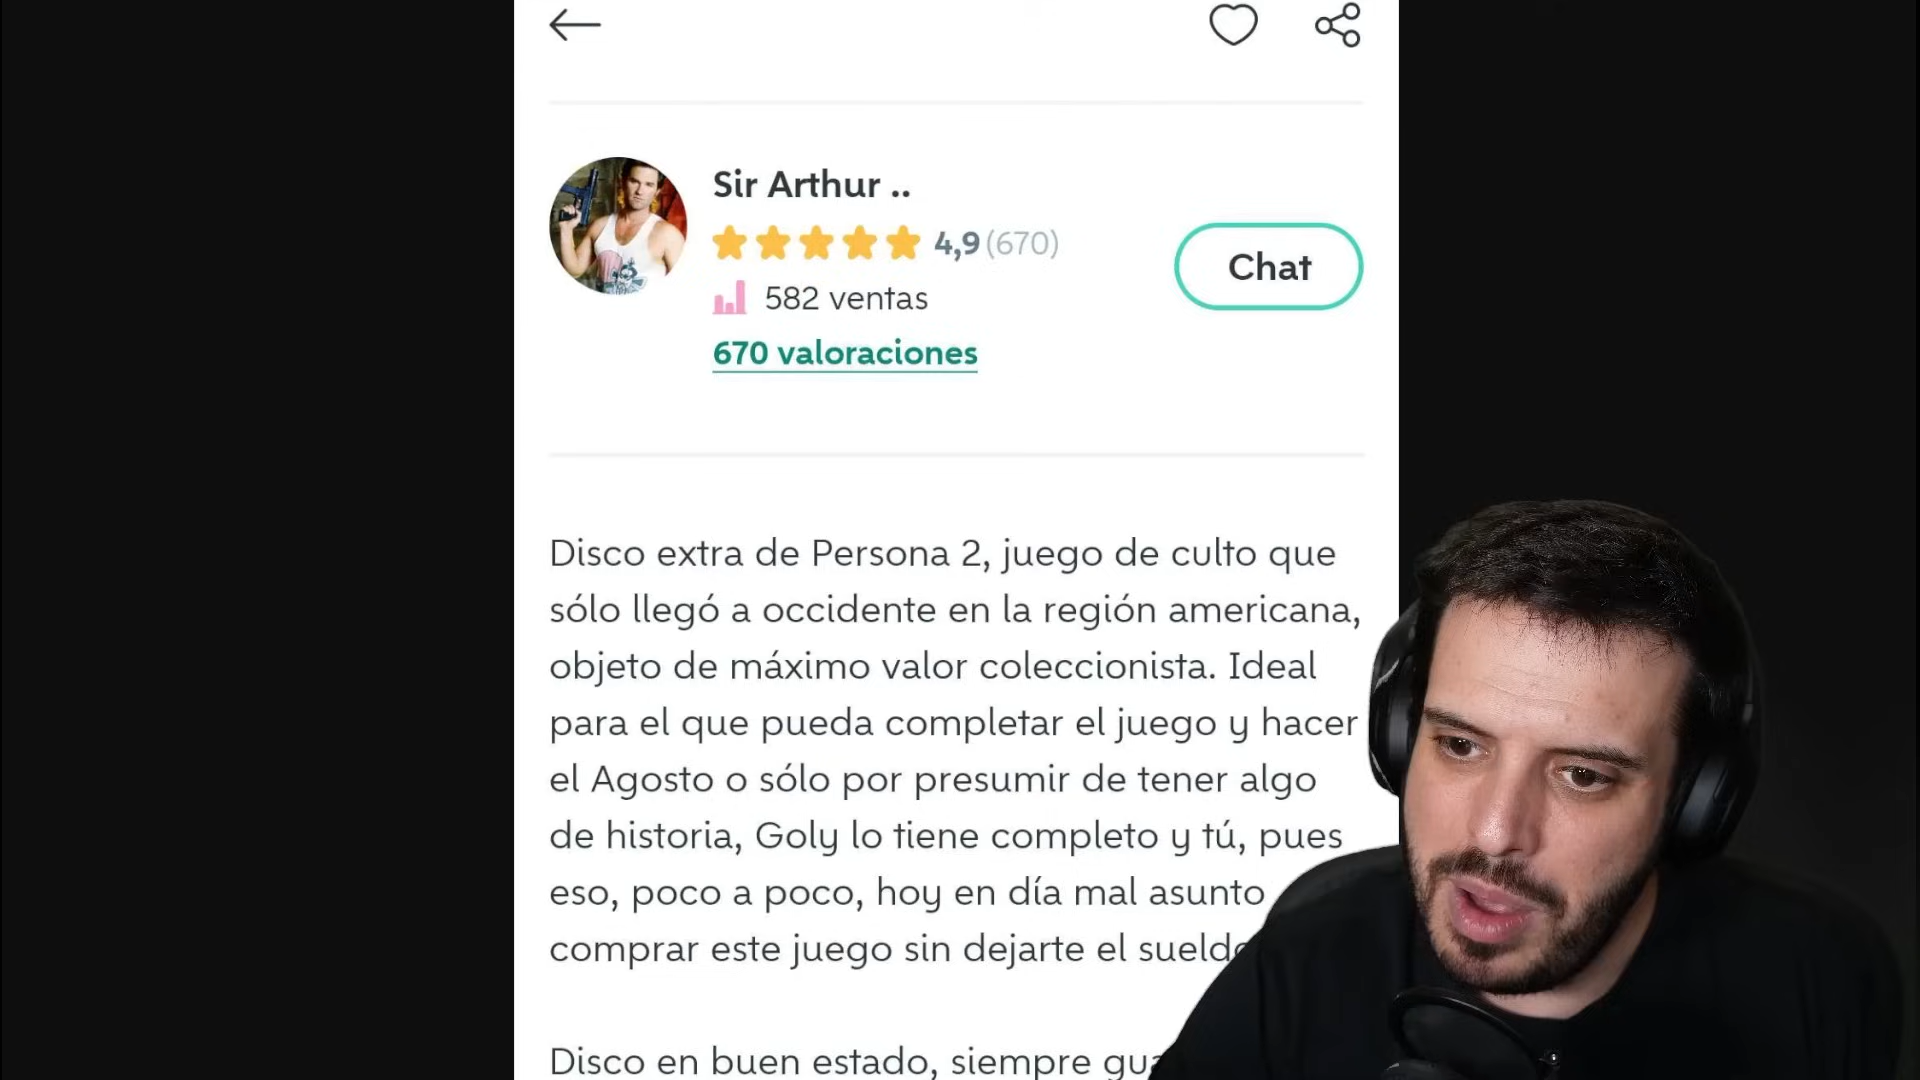 Sir Arthur ..
4,9 (670)
582 ventas
Chat
670 valoraciones
Disco extra de Persona 2, juego de culto que
sólo llegó a occidente en la región americana,
objeto de máximo valor coleccionista. Ideal
para el que pueda completar el juego y hacer
el Agosto o sólo por presumir de tener algo
de historia, Goly lo tiene completo y tú, pues
eso, poco a poco, hoy en día mal asunto
comprar este juego sin dejarte el sueldo
Disco en buen estado, siempre